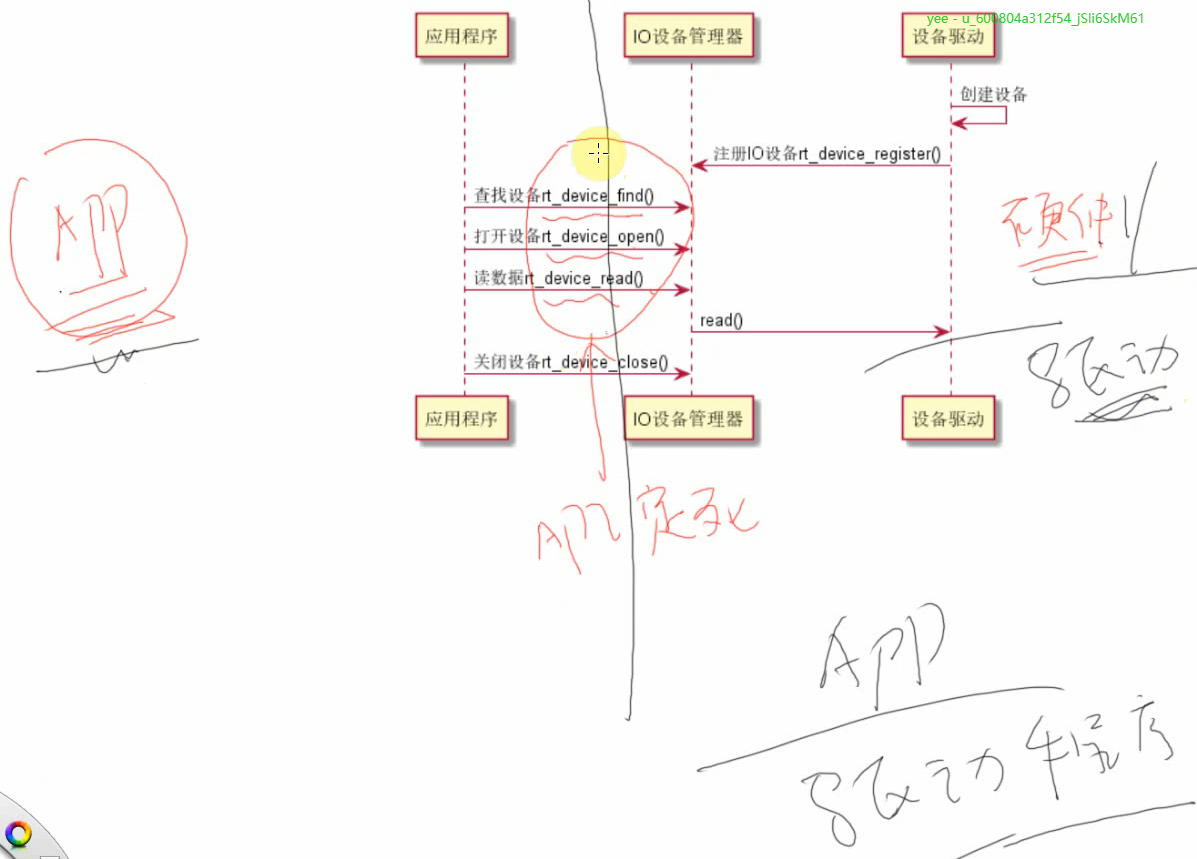 yee - u_600804a312f54_jSIi6SkM61
应用程序
IO设备管理器
设备驱动
创建设备
注册IO设备rt_device_register()
查找设备rt_device_find()
打开设备rt_device_open()
读数据rt_device_read()
read()
关闭设备rt_device_close()
应用程序
IO设备管理器
设备驱动
APP
硬件
驱动
API 定死
APP
驱动程序